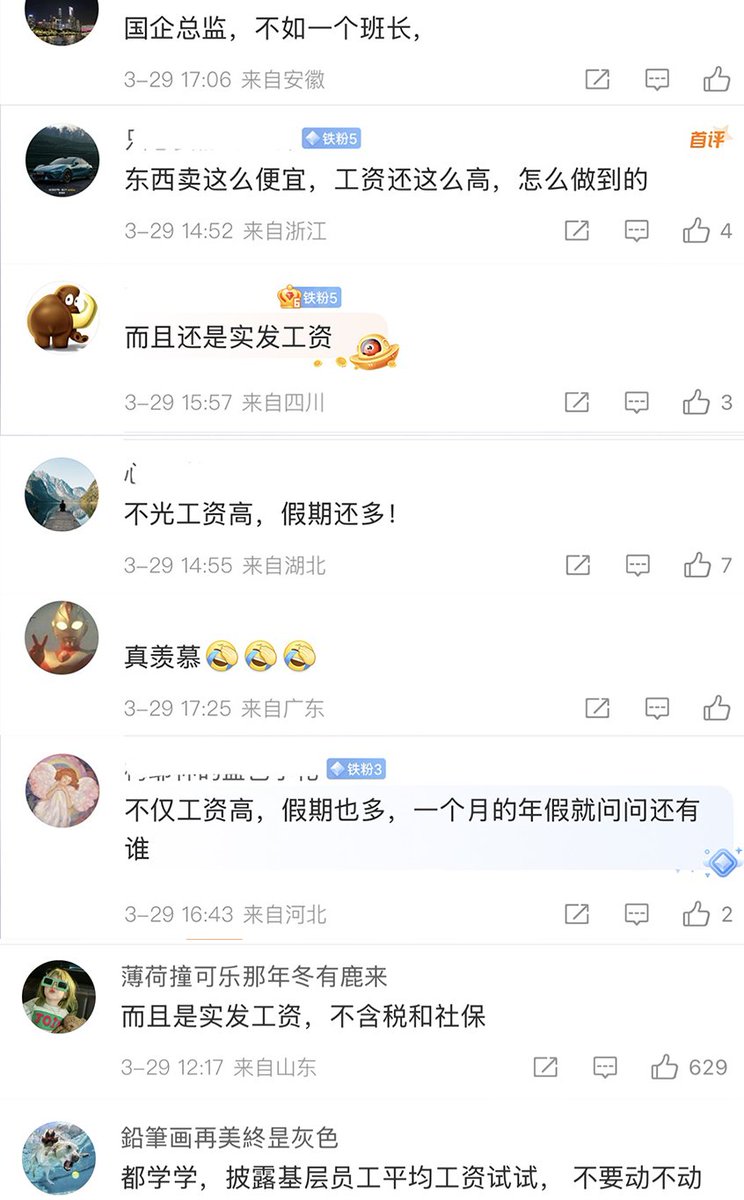 国企总监，不如一个班长，
3-29 17:06 来自安徽
铁粉5
首评
东西卖这么便宜，工资还这么高，怎么做到的
3-29 14:52 来自浙江
4
铁粉5
而且还是实发工资
3-29 15:57 来自四川
3
心
不光工资高，假期还多！
3-29 14:55 来自湖北
7
真羡慕
3-29 17:25 来自广东
铁粉3
不仅工资高，假期也多，一个月的年假就问问还有
谁
3-29 16:43 来自河北
2
薄荷撞可乐那年冬有鹿来
而且是实发工资，不含税和社保
3-29 12:17 来自山东
629
鉛筆画再美終昰灰色
都学学，披露基层员工平均工资试试， 不要动不动